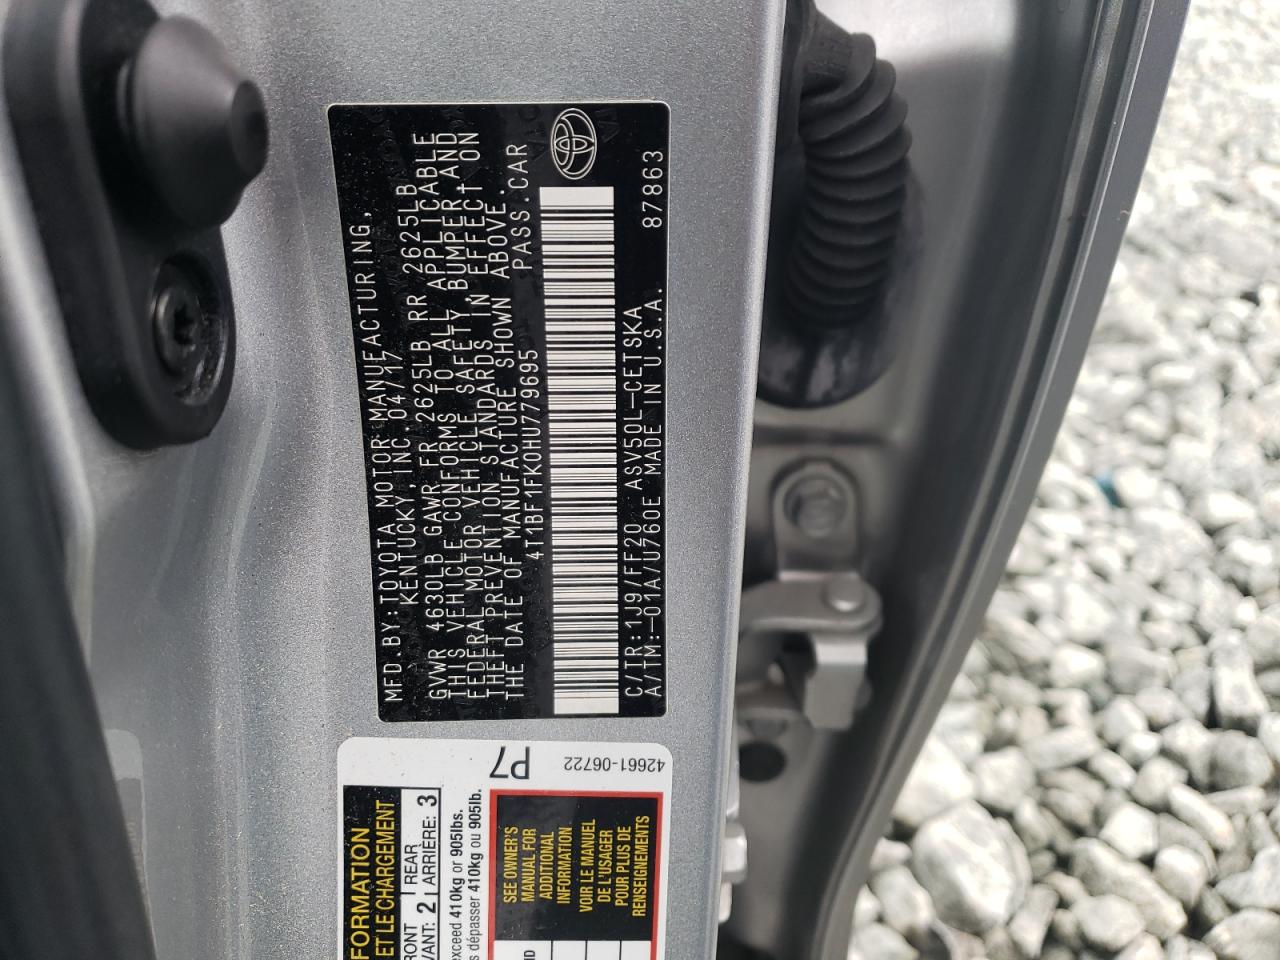 MFD.BY:TOYOTA MOTOR MANUFACTURING,
KENTUCKY,INC.04/17
GVWR 4630LB GAWR FR 2625LB RR 2625LB
THIS VEHICLE CONFORMS TO ALL APPLICABLE
FEDERAL MOTOR VEHICLE SAFETY,BUMPER,AND
THEFT PREVENTION STANDARDS IN EFFECT ON
THE DATE OF MANUFACTURE SHOWN ABOVE.
4T1BF1FK0HU779695 PASS.CAR
C/TR:1J9/FF20 ASV50L-CETSKA 87863
A/TM:-01A/U760E MADE IN U.S.A.
P7
42661-06722
FORMATION
ET LE CHARGEMENT
RONT 2 REAR 3
VANT: ARRIÈRE:
exceed 410kg or 905lbs.
s dépasser 410kg ou 905lb.
SEE OWNER'S
MANUAL FOR
ADDITIONAL
INFORMATION
VOIR LE MANUEL
DE L'USAGER
POUR PLUS DE
RENSEIGNEMENTS